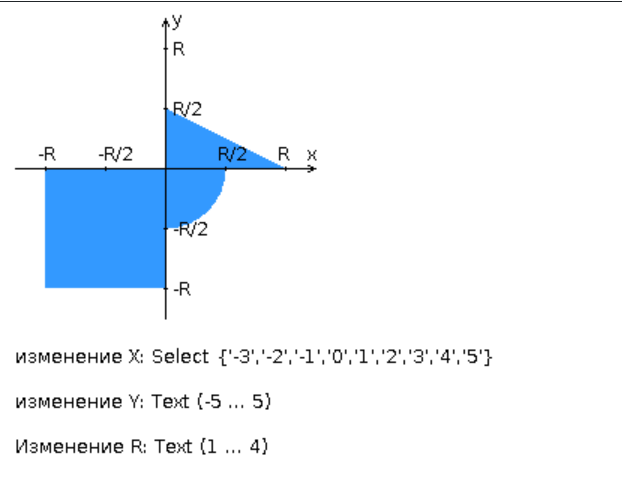 y
R
R/2
-R -R/2 R/2 R x
-R/2
-R
изменение X: Select {'-3','-2','-1','0','1','2','3','4','5'}
изменение Y: Text (-5 ... 5)
Изменение R: Text (1 ... 4)